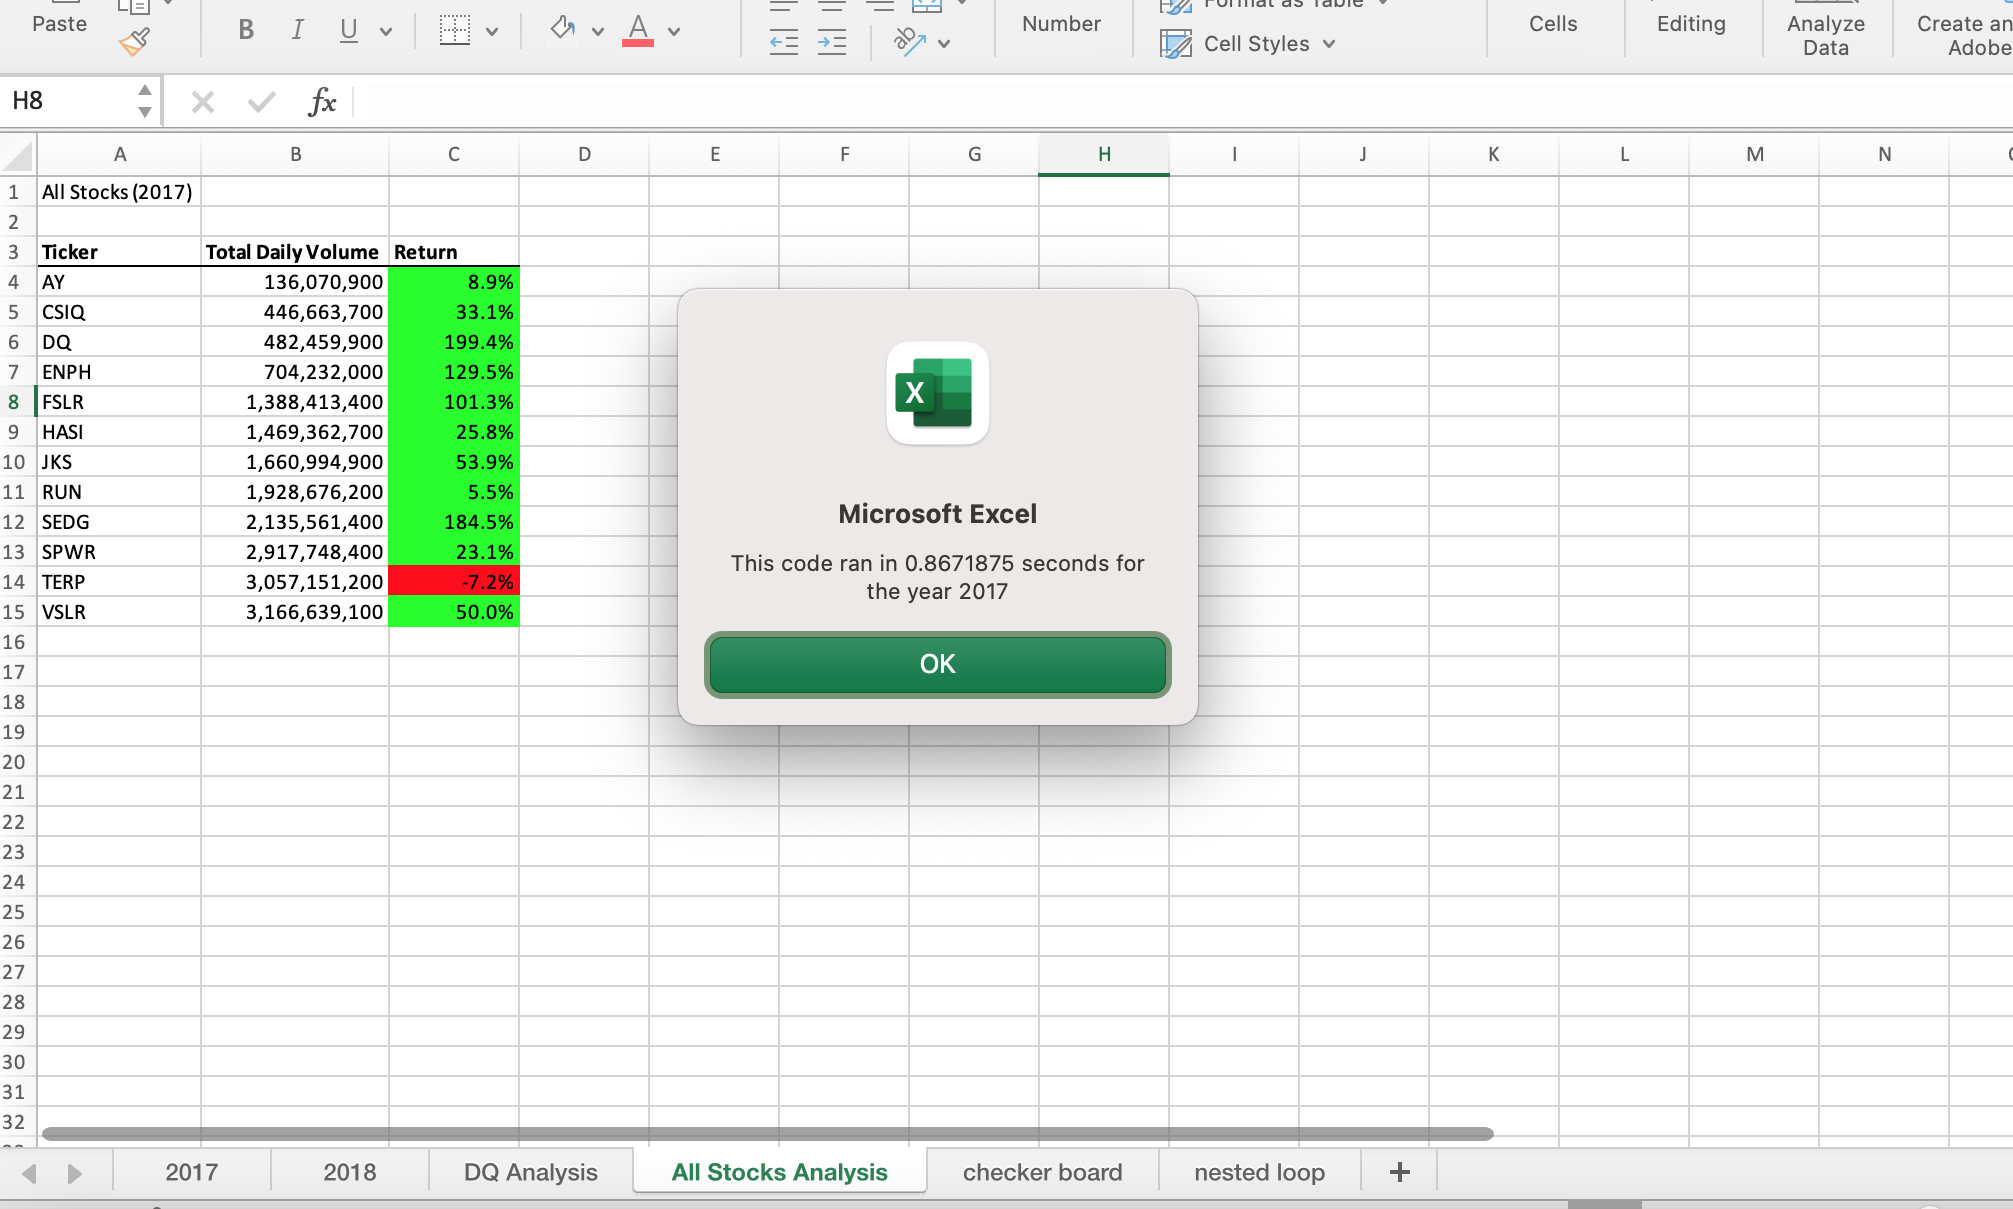 Paste
B I U
A
Number
Format as Table
Cell Styles
Cells
Editing
Analyze
Data
Create an
Adobe
H8
fx
A B C D E F G H I J K L M N
1 All Stocks (2017)
2
3 Ticker Total Daily Volume Return
4 AY 136,070,900 8.9%
5 CSIQ 446,663,700 33.1%
6 DQ 482,459,900 199.4%
7 ENPH 704,232,000 129.5%
8 FSLR 1,388,413,400 101.3%
9 HASI 1,469,362,700 25.8%
10 JKS 1,660,994,900 53.9%
11 RUN 1,928,676,200 5.5%
12 SEDG 2,135,561,400 184.5%
13 SPWR 2,917,748,400 23.1%
14 TERP 3,057,151,200 -7.2%
15 VSLR 3,166,639,100 50.0%
16
17
18
19
20
21
22
23
24
25
26
27
28
29
30
31
32
X
Microsoft Excel
This code ran in 0.8671875 seconds for
the year 2017
OK
2017 2018 DQ Analysis All Stocks Analysis checker board nested loop +